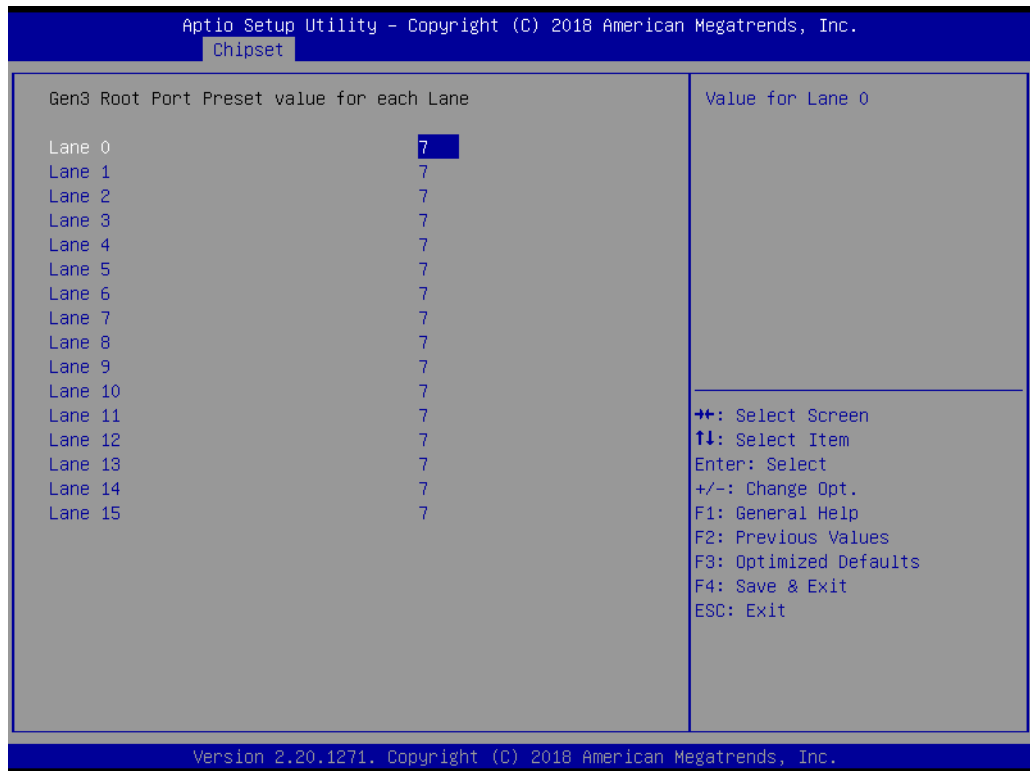 Aptio Setup Utility – Copyright (C) 2018 American Megatrends, Inc.
Chipset
Gen3 Root Port Preset value for each Lane
Lane 0 7
Lane 1 7
Lane 2 7
Lane 3 7
Lane 4 7
Lane 5 7
Lane 6 7
Lane 7 7
Lane 8 7
Lane 9 7
Lane 10 7
Lane 11 7
Lane 12 7
Lane 13 7
Lane 14 7
Lane 15 7
Value for Lane 0
→←: Select Screen
↑↓: Select Item
Enter: Select
+/-: Change Opt.
F1: General Help
F2: Previous Values
F3: Optimized Defaults
F4: Save & Exit
ESC: Exit
Version 2.20.1271. Copyright (C) 2018 American Megatrends, Inc.